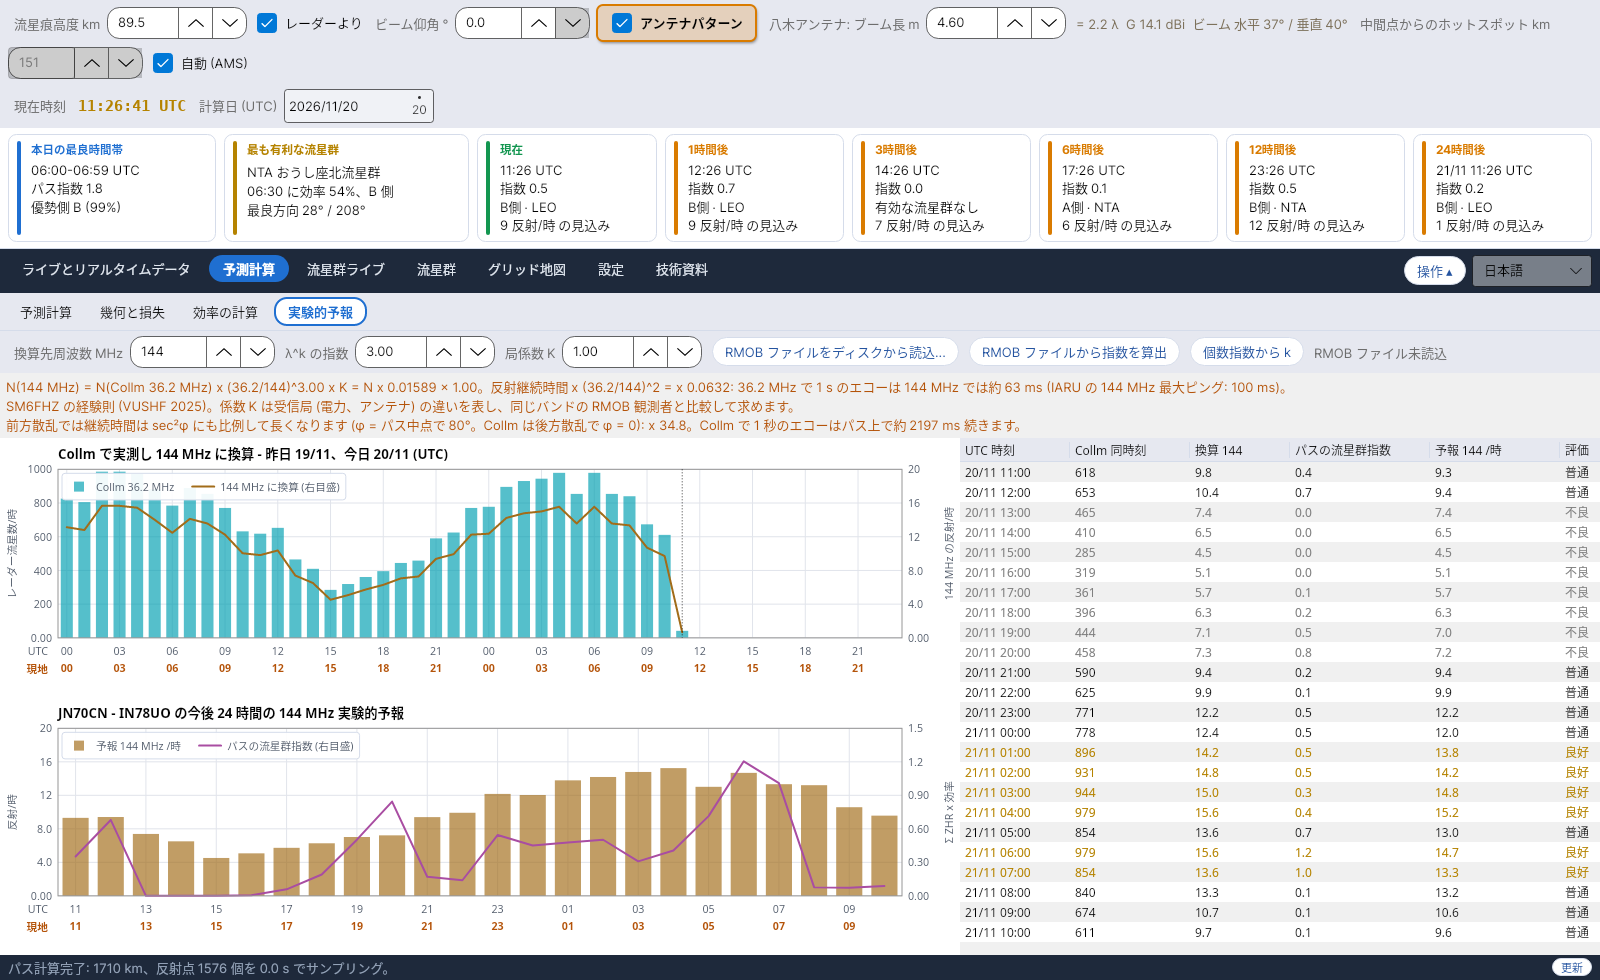 流星痕高度 km 89.5 レーダーより ビーム仰角 ° 0.0 アンテナパターン 八木アンテナ: ブーム長 m 4.60 = 2.2 λ G 14.1 dBi ビーム 水平 37° / 垂直 40° 中間点からのホットスポット km
151 自動 (AMS)
現在時刻 11:26:41 UTC 計算日 (UTC) 2026/11/20 20
本日の最良時間帯
06:00-06:59 UTC
パス指数 1.8
優勢側 B (99%)
最も有利な流星群
NTA おうし座北流星群
06:30 に効率 54%、B 側
最良方向 28° / 208°
現在
11:26 UTC
指数 0.5
B側 · LEO
9 反射/時 の見込み
1時間後
12:26 UTC
指数 0.7
B側 · LEO
9 反射/時 の見込み
3時間後
14:26 UTC
指数 0.0
有効な流星群なし
7 反射/時 の見込み
6時間後
17:26 UTC
指数 0.1
A側 · NTA
6 反射/時 の見込み
12時間後
23:26 UTC
指数 0.5
B側 · NTA
12 反射/時 の見込み
24時間後
21/11 11:26 UTC
指数 0.2
B側 · LEO
1 反射/時 の見込み
ライブとリアルタイムデータ 予測計算 流星群ライブ 流星群 グリッド地図 設定 技術資料 操作 ▴ 日本語
予測計算 幾何と損失 効率の計算 実験的予報
換算先周波数 MHz 144 λ^k の指数 3.00 局係数 K 1.00 RMOB ファイルをディスクから読込... RMOB ファイルから指数を算出 個数指数から k RMOB ファイル未読込
N(144 MHz) = N(Collm 36.2 MHz) x (36.2/144)^3.00 x K = N x 0.01589 × 1.00。反射継続時間 x (36.2/144)^2 = x 0.0632: 36.2 MHz で 1 s のエコーは 144 MHz では約 63 ms (IARU の 144 MHz 最大ピング: 100 ms)。
SM6FHZ の経験則 (VUSHF 2025)。係数 K は受信局 (電力、アンテナ) の違いを表し、同じバンドの RMOB 観測者と比較して求めます。
前方散乱では継続時間は sec²φ にも比例して長くなります (φ = パス中点で 80°。Collm は後方散乱で φ = 0): x 34.8。Collm で 1 秒のエコーはパス上で約 2197 ms 続きます。
Collm で実測し 144 MHz に換算 - 昨日 19/11、今日 20/11 (UTC)
Collm 36.2 MHz 144 MHz に換算 (右目盛)
レーダー流星数/時
1000 800 600 400 200 0.00
20 16 12 8.0 4.0 0.00
144 MHz の反射/時
UTC 00 03 06 09 12 15 18 21 00 03 06 09 12 15 18 21
現地 00 03 06 09 12 15 18 21 00 03 06 09 12 15 18 21
JN70CN - IN78UO の今後 24 時間の 144 MHz 実験的予報
予報 144 MHz /時 パスの流星群指数 (右目盛)
反射/時
20 16 12 8.0 4.0 0.00
1.5 1.2 0.90 0.60 0.30 0.00
Σ ZHR x 効率
UTC 11 13 15 17 19 21 23 01 03 05 07 09
現地 11 13 15 17 19 21 23 01 03 05 07 09
UTC 時刻 Collm 同時刻 換算 144 パスの流星群指数 予報 144 /時 評価
20/11 11:00 618 9.8 0.4 9.3 普通
20/11 12:00 653 10.4 0.7 9.4 普通
20/11 13:00 465 7.4 0.0 7.4 不良
20/11 14:00 410 6.5 0.0 6.5 不良
20/11 15:00 285 4.5 0.0 4.5 不良
20/11 16:00 319 5.1 0.0 5.1 不良
20/11 17:00 361 5.7 0.1 5.7 不良
20/11 18:00 396 6.3 0.2 6.3 不良
20/11 19:00 444 7.1 0.5 7.0 不良
20/11 20:00 458 7.3 0.8 7.2 不良
20/11 21:00 590 9.4 0.2 9.4 普通
20/11 22:00 625 9.9 0.1 9.9 普通
20/11 23:00 771 12.2 0.5 12.2 普通
21/11 00:00 778 12.4 0.5 12.0 普通
21/11 01:00 896 14.2 0.5 13.8 良好
21/11 02:00 931 14.8 0.5 14.2 良好
21/11 03:00 944 15.0 0.3 14.8 良好
21/11 04:00 979 15.6 0.4 15.2 良好
21/11 05:00 854 13.6 0.7 13.0 普通
21/11 06:00 979 15.6 1.2 14.7 良好
21/11 07:00 854 13.6 1.0 13.3 良好
21/11 08:00 840 13.3 0.1 13.2 普通
21/11 09:00 674 10.7 0.1 10.6 普通
21/11 10:00 611 9.7 0.1 9.6 普通
パス計算完了: 1710 km、反射点 1576 個を 0.0 s でサンプリング。 更新